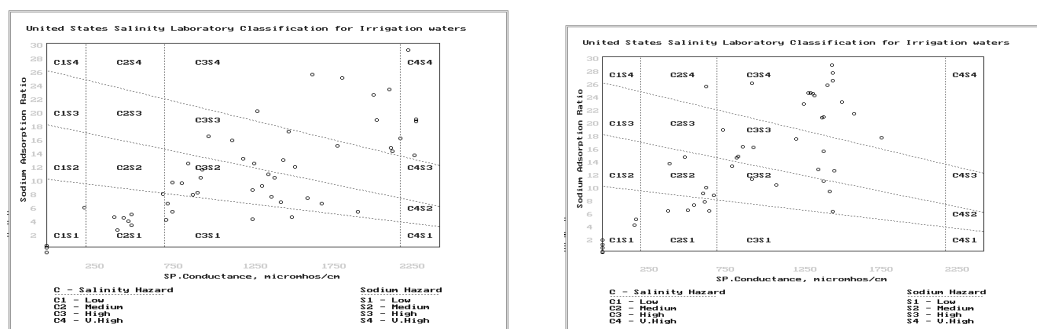 United States Salinity Laboratory Classification for Irrigation waters
30
28 C1S4 C2S4 C3S4 C4S4
26
24
22
20 C1S3 C2S3
18 C3S3
16
14 C4S3
12 C1S2 C2S2 C3S2
10
8
6 C4S2
4
2 C1S1 C2S1 C3S1 C4S1
Sodium Adsorption Ratio
250 750 1250 1750 2250
SP.Conductance, micromhos/cm
C - Salinity Hazard Sodium Hazard
C1 - Low S1 - Low
C2 - Medium S2 - Medium
C3 - High S3 - High
C4 - V.High S4 - V.High
United States Salinity Laboratory Classification for Irrigation waters
30
28 C1S4 C2S4 C3S4 C4S4
26
24
22
20 C1S3 C2S3 C3S3
18
16
14
12 C1S2 C2S2 C3S2 C4S3
10
8
6 C4S2
4
2 C1S1 C2S1 C3S1 C4S1
Sodium Adsorption Ratio
250 750 1250 1750 2250
SP.Conductance, micromhos/cm
C - Salinity Hazard Sodium Hazard
C1 - Low S1 - Low
C2 - Medium S2 - Medium
C3 - High S3 - High
C4 - V.High S4 - V.High